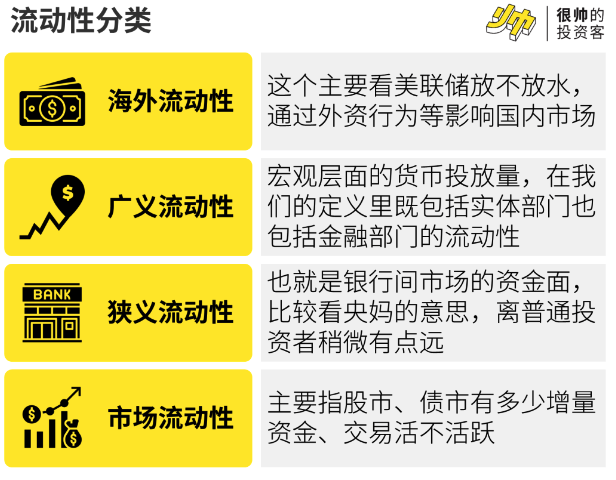 流动性分类
很帅的
投资客
海外流动性
这个主要看美联储放不放水，
通过外资行为等影响国内市场
广义流动性
宏观层面的货币投放量，在我
们的定义里既包括实体部门也
包括金融部门的流动性
BANK
狭义流动性
也就是银行间市场的资金面，
比较看央妈的意思，离普通投
资者稍微有点远
市场流动性
主要指股市、债市有多少增量
资金、交易活不活跃